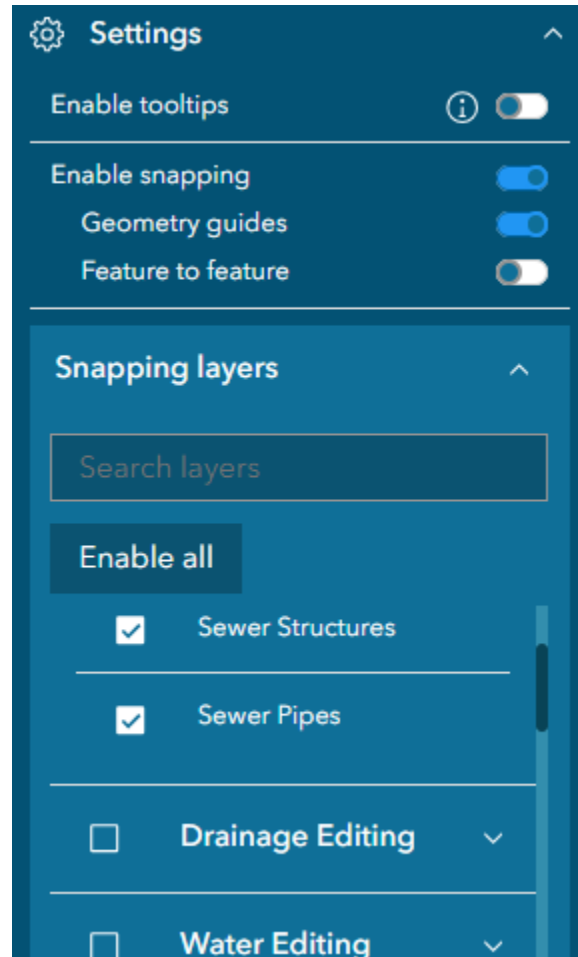 Settings
Enable tooltips
Enable snapping
Geometry guides
Feature to feature
Snapping layers
Search layers
Enable all
Sewer Structures
Sewer Pipes
Drainage Editing
Water Editing